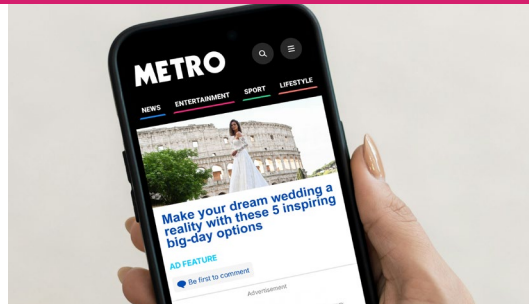 METRO
NEWS
ENTERTAINMENT
SPORT
LIFESTYLE
Make your dream wedding a
reality with these 5 inspiring
big-day options
AD FEATURE
Be first to comment
Advertisement